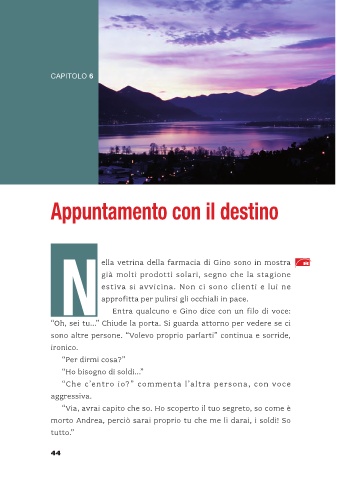 CAPITOLO 6
Appuntamento con il destino
Nella vetrina della farmacia di Gino sono in mostra
già molti prodotti solari, segno che la stagione
estiva si avvicina. Non ci sono clienti e lui ne
approfitta per pulirsi gli occhiali in pace.
Entra qualcuno e Gino dice con un filo di voce:
“Oh, sei tu...” Chiude la porta. Si guarda attorno per vedere se ci
sono altre persone. “Volevo proprio parlarti” continua e sorride,
ironico.
“Per dirmi cosa?”
“Ho bisogno di soldi...”
“Che c’entro io?” commenta l’altra persona, con voce
aggressiva.
“Via, avrai capito che so. Ho scoperto il tuo segreto, so come è
morto Andrea, perciò sarai proprio tu che me li darai, i soldi! So
tutto.”
44